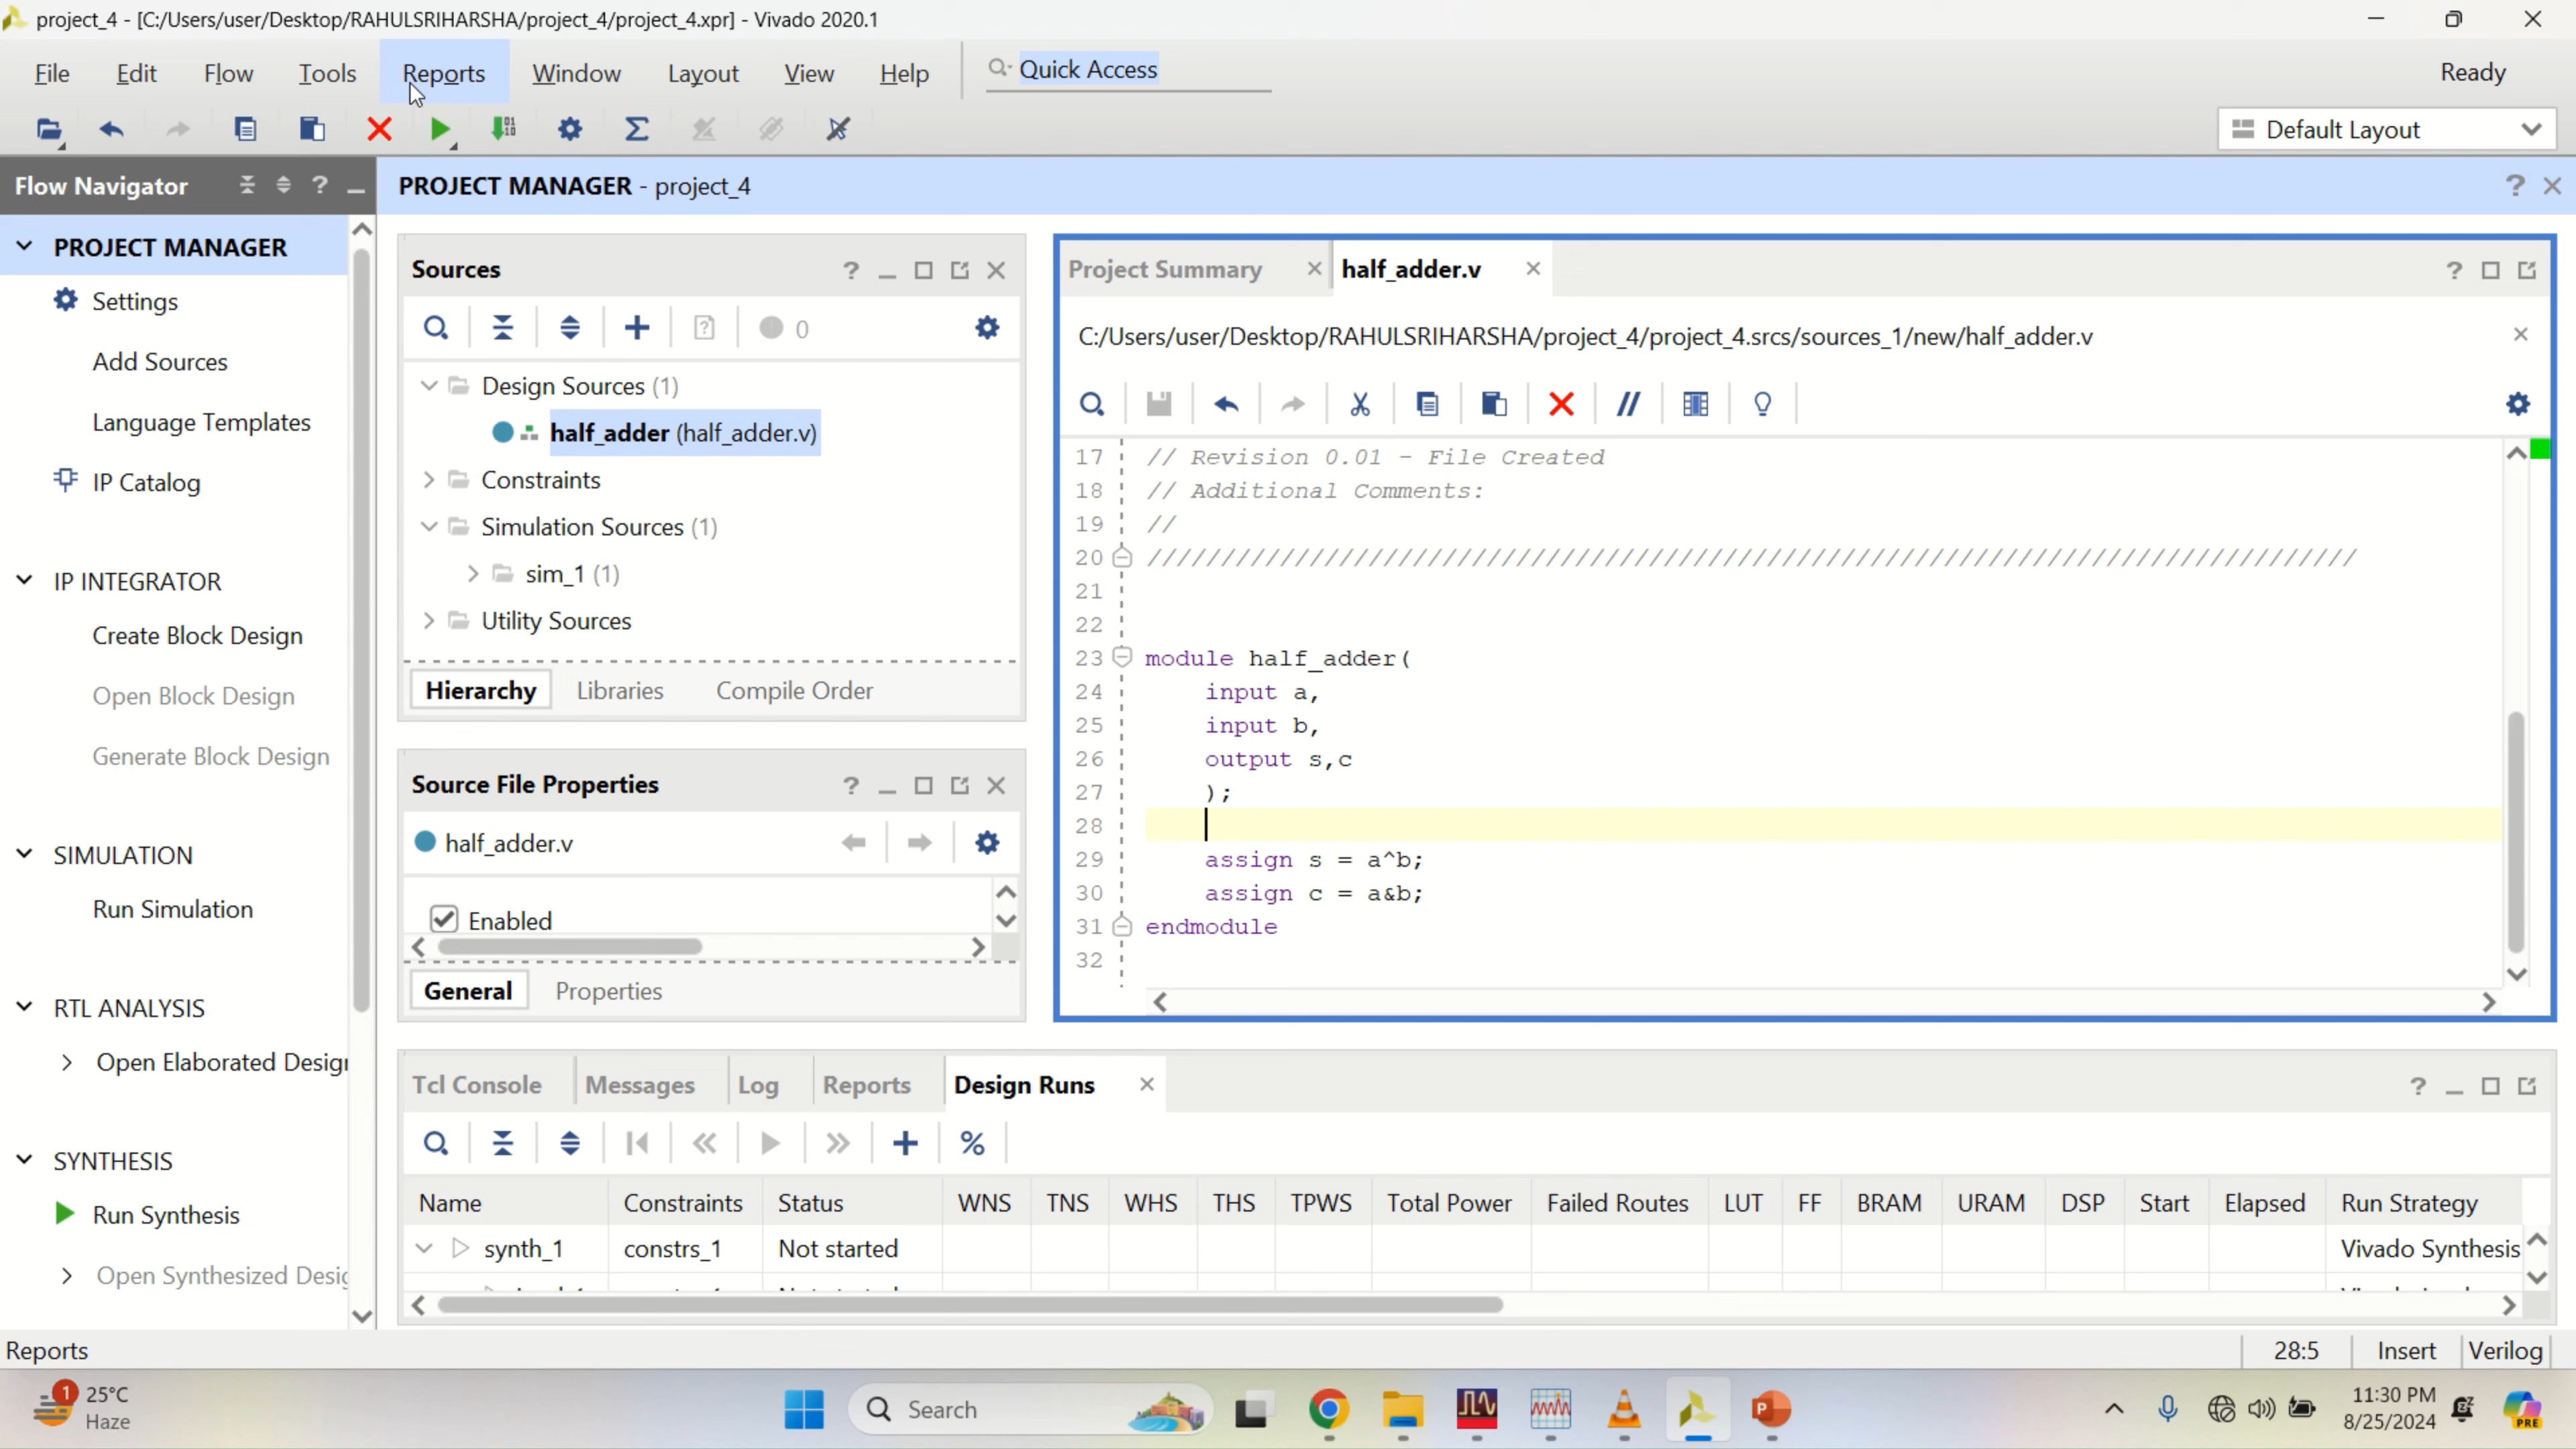 project_4 - [C:/Users/user/Desktop/RAHULSRIHARSHA/project_4/project_4.xpr] - Vivado 2020.1
File Edit Flow Tools Reports Window Layout View Help Quick Access Ready
Default Layout
Flow Navigator
PROJECT MANAGER
Settings
Add Sources
Language Templates
IP Catalog
IP INTEGRATOR
Create Block Design
Open Block Design
Generate Block Design
SIMULATION
Run Simulation
RTL ANALYSIS
Open Elaborated Design
SYNTHESIS
Run Synthesis
Open Synthesized Desig
PROJECT MANAGER - project_4
Sources
0
Design Sources (1)
half_adder (half_adder.v)
Constraints
Simulation Sources (1)
sim_1 (1)
Utility Sources
Hierarchy Libraries Compile Order
Source File Properties
half_adder.v
Enabled
General Properties
Project Summary half_adder.v
C:/Users/user/Desktop/RAHULSRIHARSHA/project_4/project_4.srcs/sources_1/new/half_adder.v
17 // Revision 0.01 - File Created
18 // Additional Comments:
19 //
20 //////////////////////////////////////////////////////////////////////////////////
21
22
23 module half_adder(
24 input a,
25 input b,
26 output s,c
27 );
28
29 assign s = a^b;
30 assign c = a&b;
31 endmodule
32
Tcl Console Messages Log Reports Design Runs
Name Constraints Status WNS TNS WHS THS TPWS Total Power Failed Routes LUT FF BRAM URAM DSP Start Elapsed Run Strategy
synth_1 constrs_1 Not started Vivado Synthesis
Reports 28:5 Insert Verilog
1 25°C
Haze
Search
11:30 PM
8/25/2024
PRE